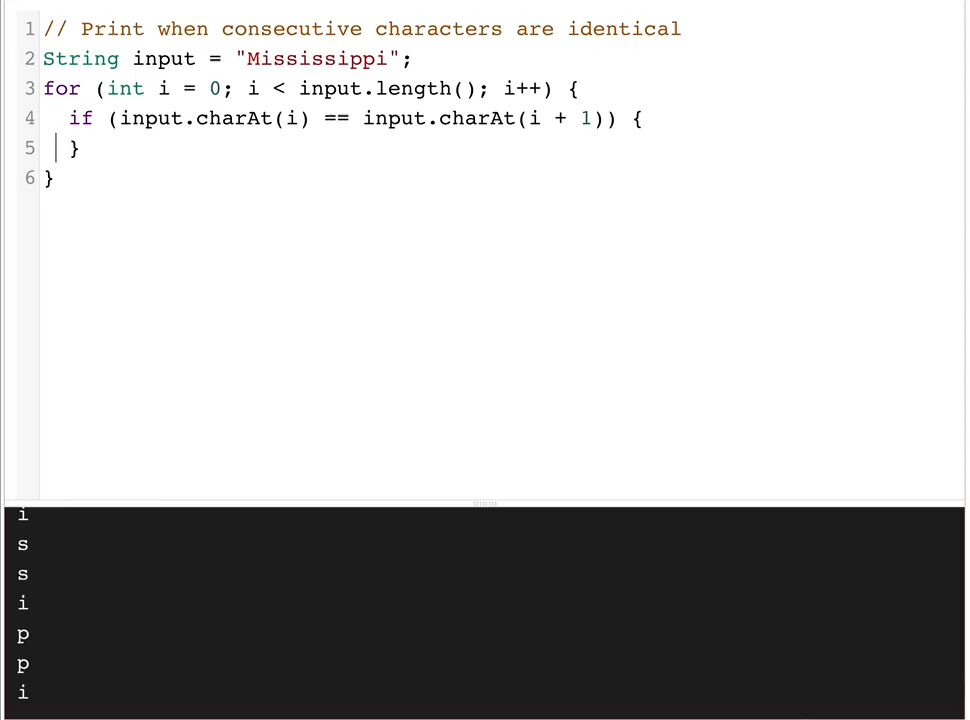 1 // Print when consecutive characters are identical
2 String input = "Mississippi";
3 for (int i = 0; i < input.length(); i++) {
4   if (input.charAt(i) == input.charAt(i + 1)) {
5   }
6 }
i
s
s
i
p
p
i